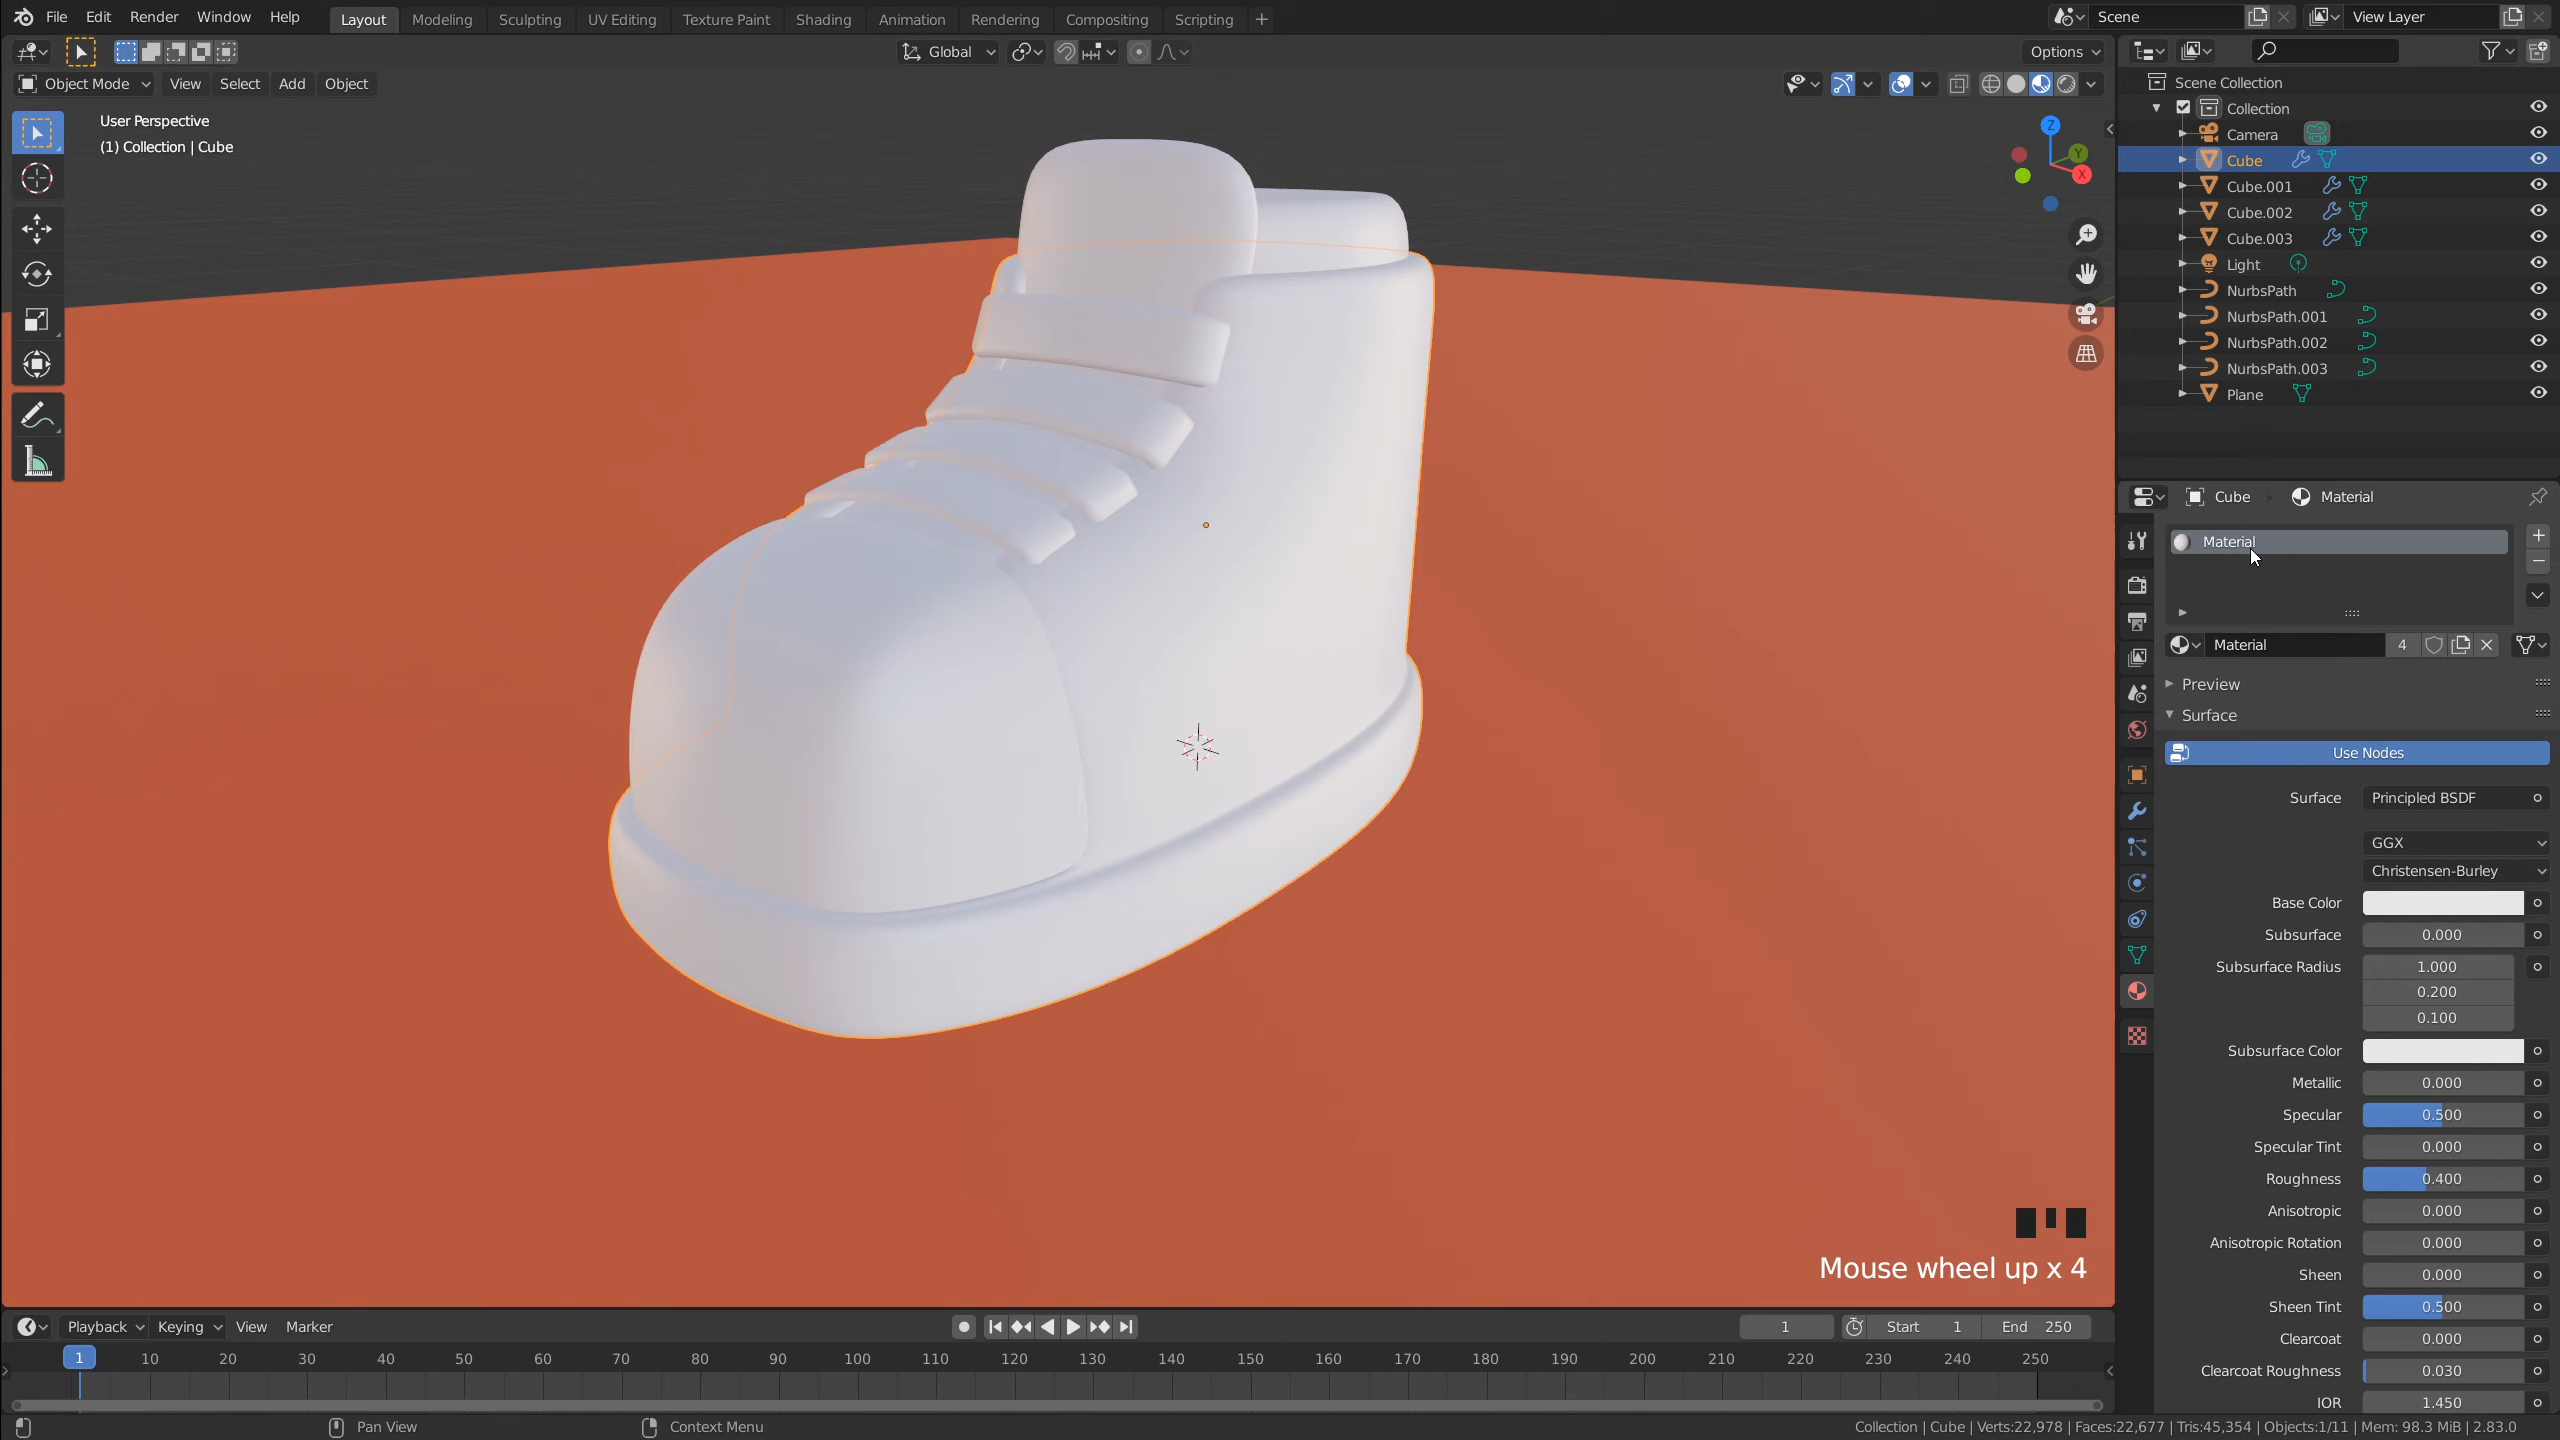 File Edit Render Window Help Layout Modeling Sculpting UV Editing Texture Paint Shading Animation Rendering Compositing Scripting + Scene View Layer
Global Options
Object Mode View Select Add Object
User Perspective
(1) Collection | Cube
Z
Y
X
Scene Collection
Collection
Camera
Cube
Cube.001
Cube.002
Cube.003
Light
NurbsPath
NurbsPath.001
NurbsPath.002
NurbsPath.003
Plane
Cube Material
Material
Material 4
Preview
Surface
Use Nodes
Surface Principled BSDF
GGX
Christensen-Burley
Base Color
Subsurface 0.000
Subsurface Radius 1.000
0.200
0.100
Subsurface Color
Metallic 0.000
Specular 0.500
Specular Tint 0.000
Roughness 0.400
Anisotropic 0.000
Anisotropic Rotation 0.000
Sheen 0.000
Sheen Tint 0.500
Clearcoat 0.000
Clearcoat Roughness 0.030
IOR 1.450
Mouse wheel up x 4
Playback Keying View Marker 1 Start 1 End 250
1 10 20 30 40 50 60 70 80 90 100 110 120 130 140 150 160 170 180 190 200 210 220 230 240 250
Pan View Context Menu Collection | Cube | Verts:22,978 | Faces:22,677 | Tris:45,354 | Objects:1/11 | Mem: 98.3 MiB | 2.83.0